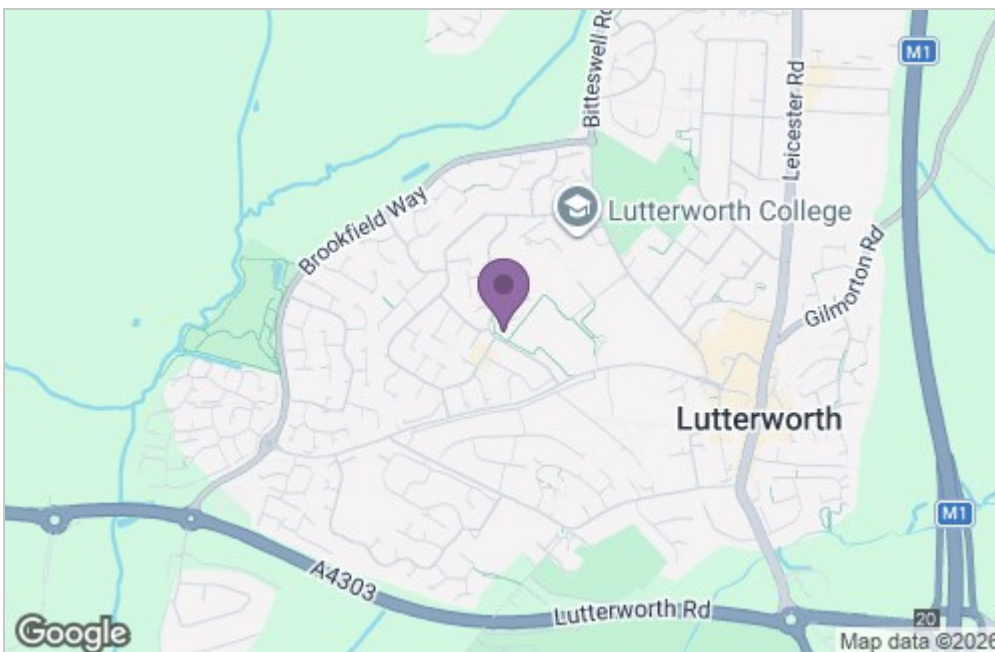 Bitteswell Rd
Leicester Rd
M1
Brookfield Way
Lutterworth College
Gilmorton Rd
Lutterworth
M1
A4303
Lutterworth Rd
20
Google
Map data ©2026